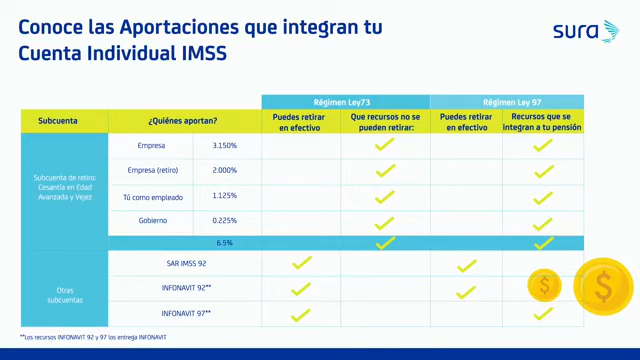 Conoce las Aportaciones que integran tu
Cuenta Individual IMSS
sura
Régimen Ley73
Régimen Ley 97
Subcuenta
¿Quiénes aportan?
Puedes retirar
en efectivo
Que recursos no se
pueden retirar:
Puedes retirar
en efectivo
Recursos que se
integran a tu pensión
Subcuenta de retiro:
Cesantía en Edad
Avanzada y Vejez
Empresa 3.150%
Empresa (retiro) 2.000%
Tú como empleado 1.125%
Gobierno 0.225%
6.5%
Otras
subcuentas
SAR IMSS 92
INFONAVIT 92**
INFONAVIT 97**
$
$
**Los recursos INFONAVIT 92 y 97 los entrega INFONAVIT